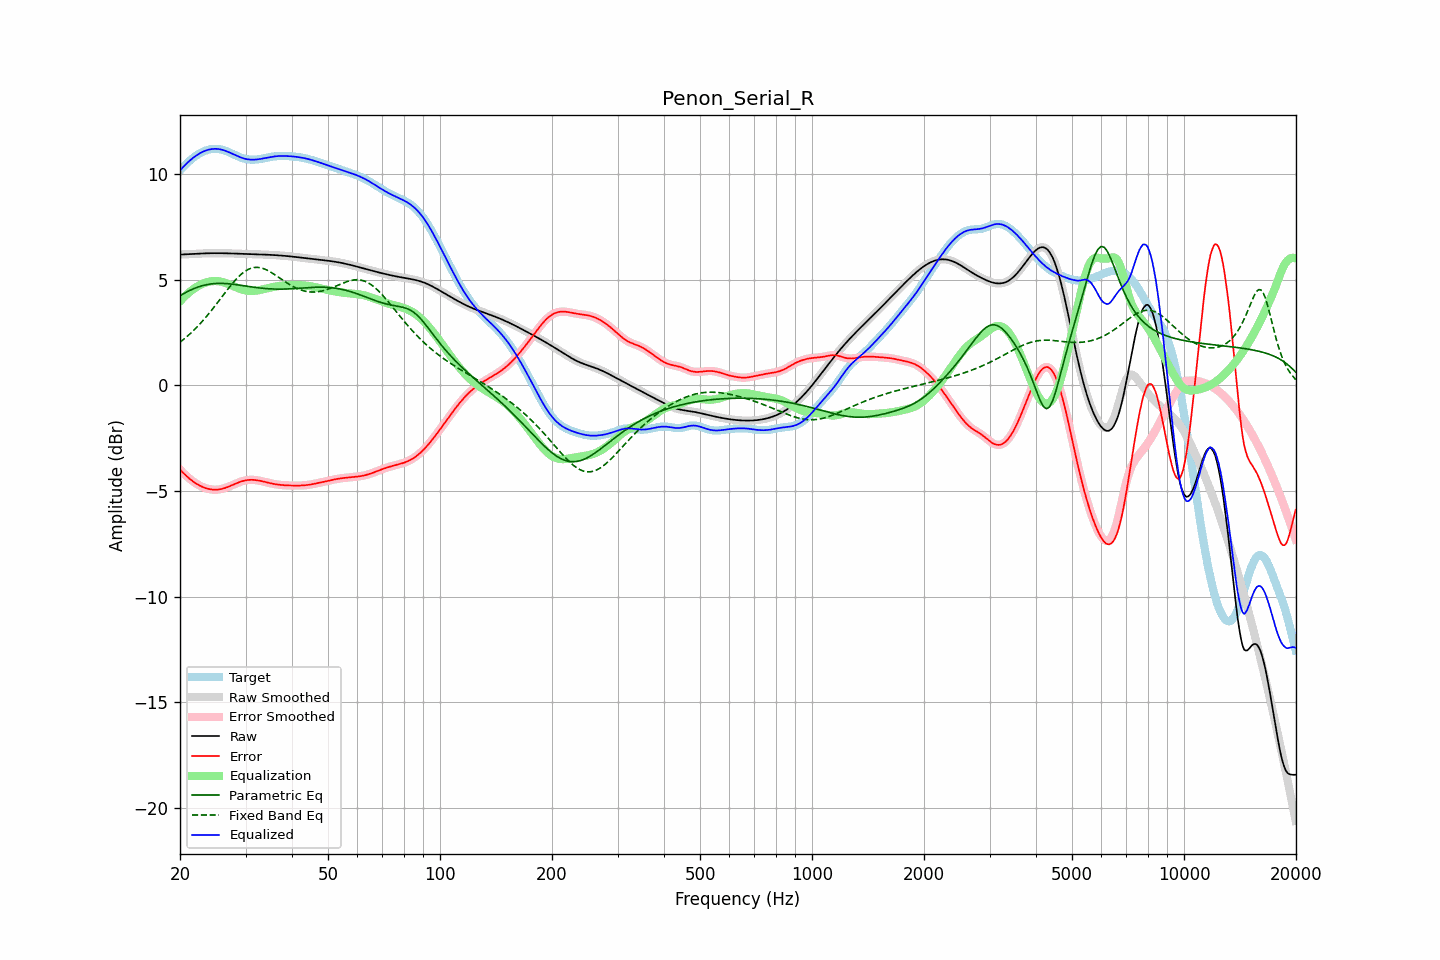 Penon_Serial_R
Amplitude (dBr)
10
5
0
−5
−10
−15
−20
Target
Raw Smoothed
Error Smoothed
Raw
Error
Equalization
Parametric Eq
Fixed Band Eq
Equalized
20 50 100 200 500 1000 2000 5000 10000 20000
Frequency (Hz)